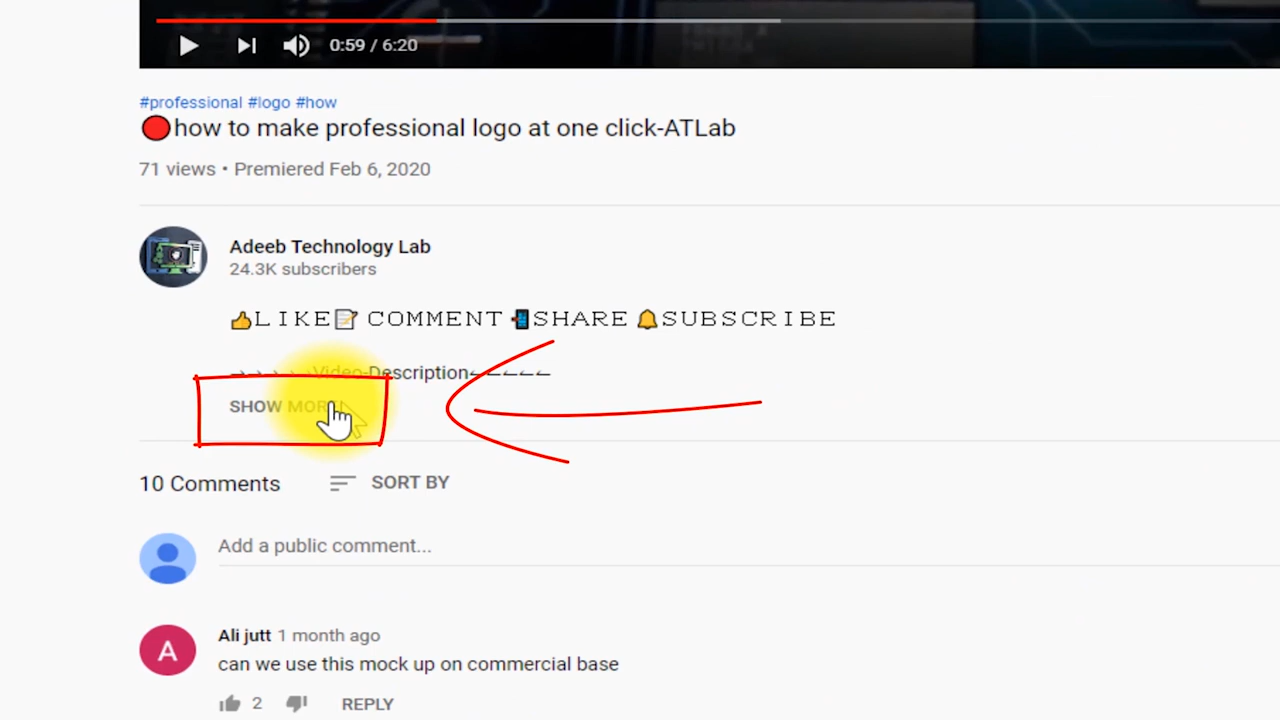 0:59 / 6:20
#professional #logo #how
🔴how to make professional logo at one click-ATLab
71 views • Premiered Feb 6, 2020
Adeeb Technology Lab
24.3K subscribers
👍LIKE📝 COMMENT 📲SHARE 🔔SUBSCRIBE
→→→→→Video-Description←←←←←
SHOW MORE
10 Comments
SORT BY
Add a public comment...
A
Ali jutt 1 month ago
can we use this mock up on commercial base
2 REPLY